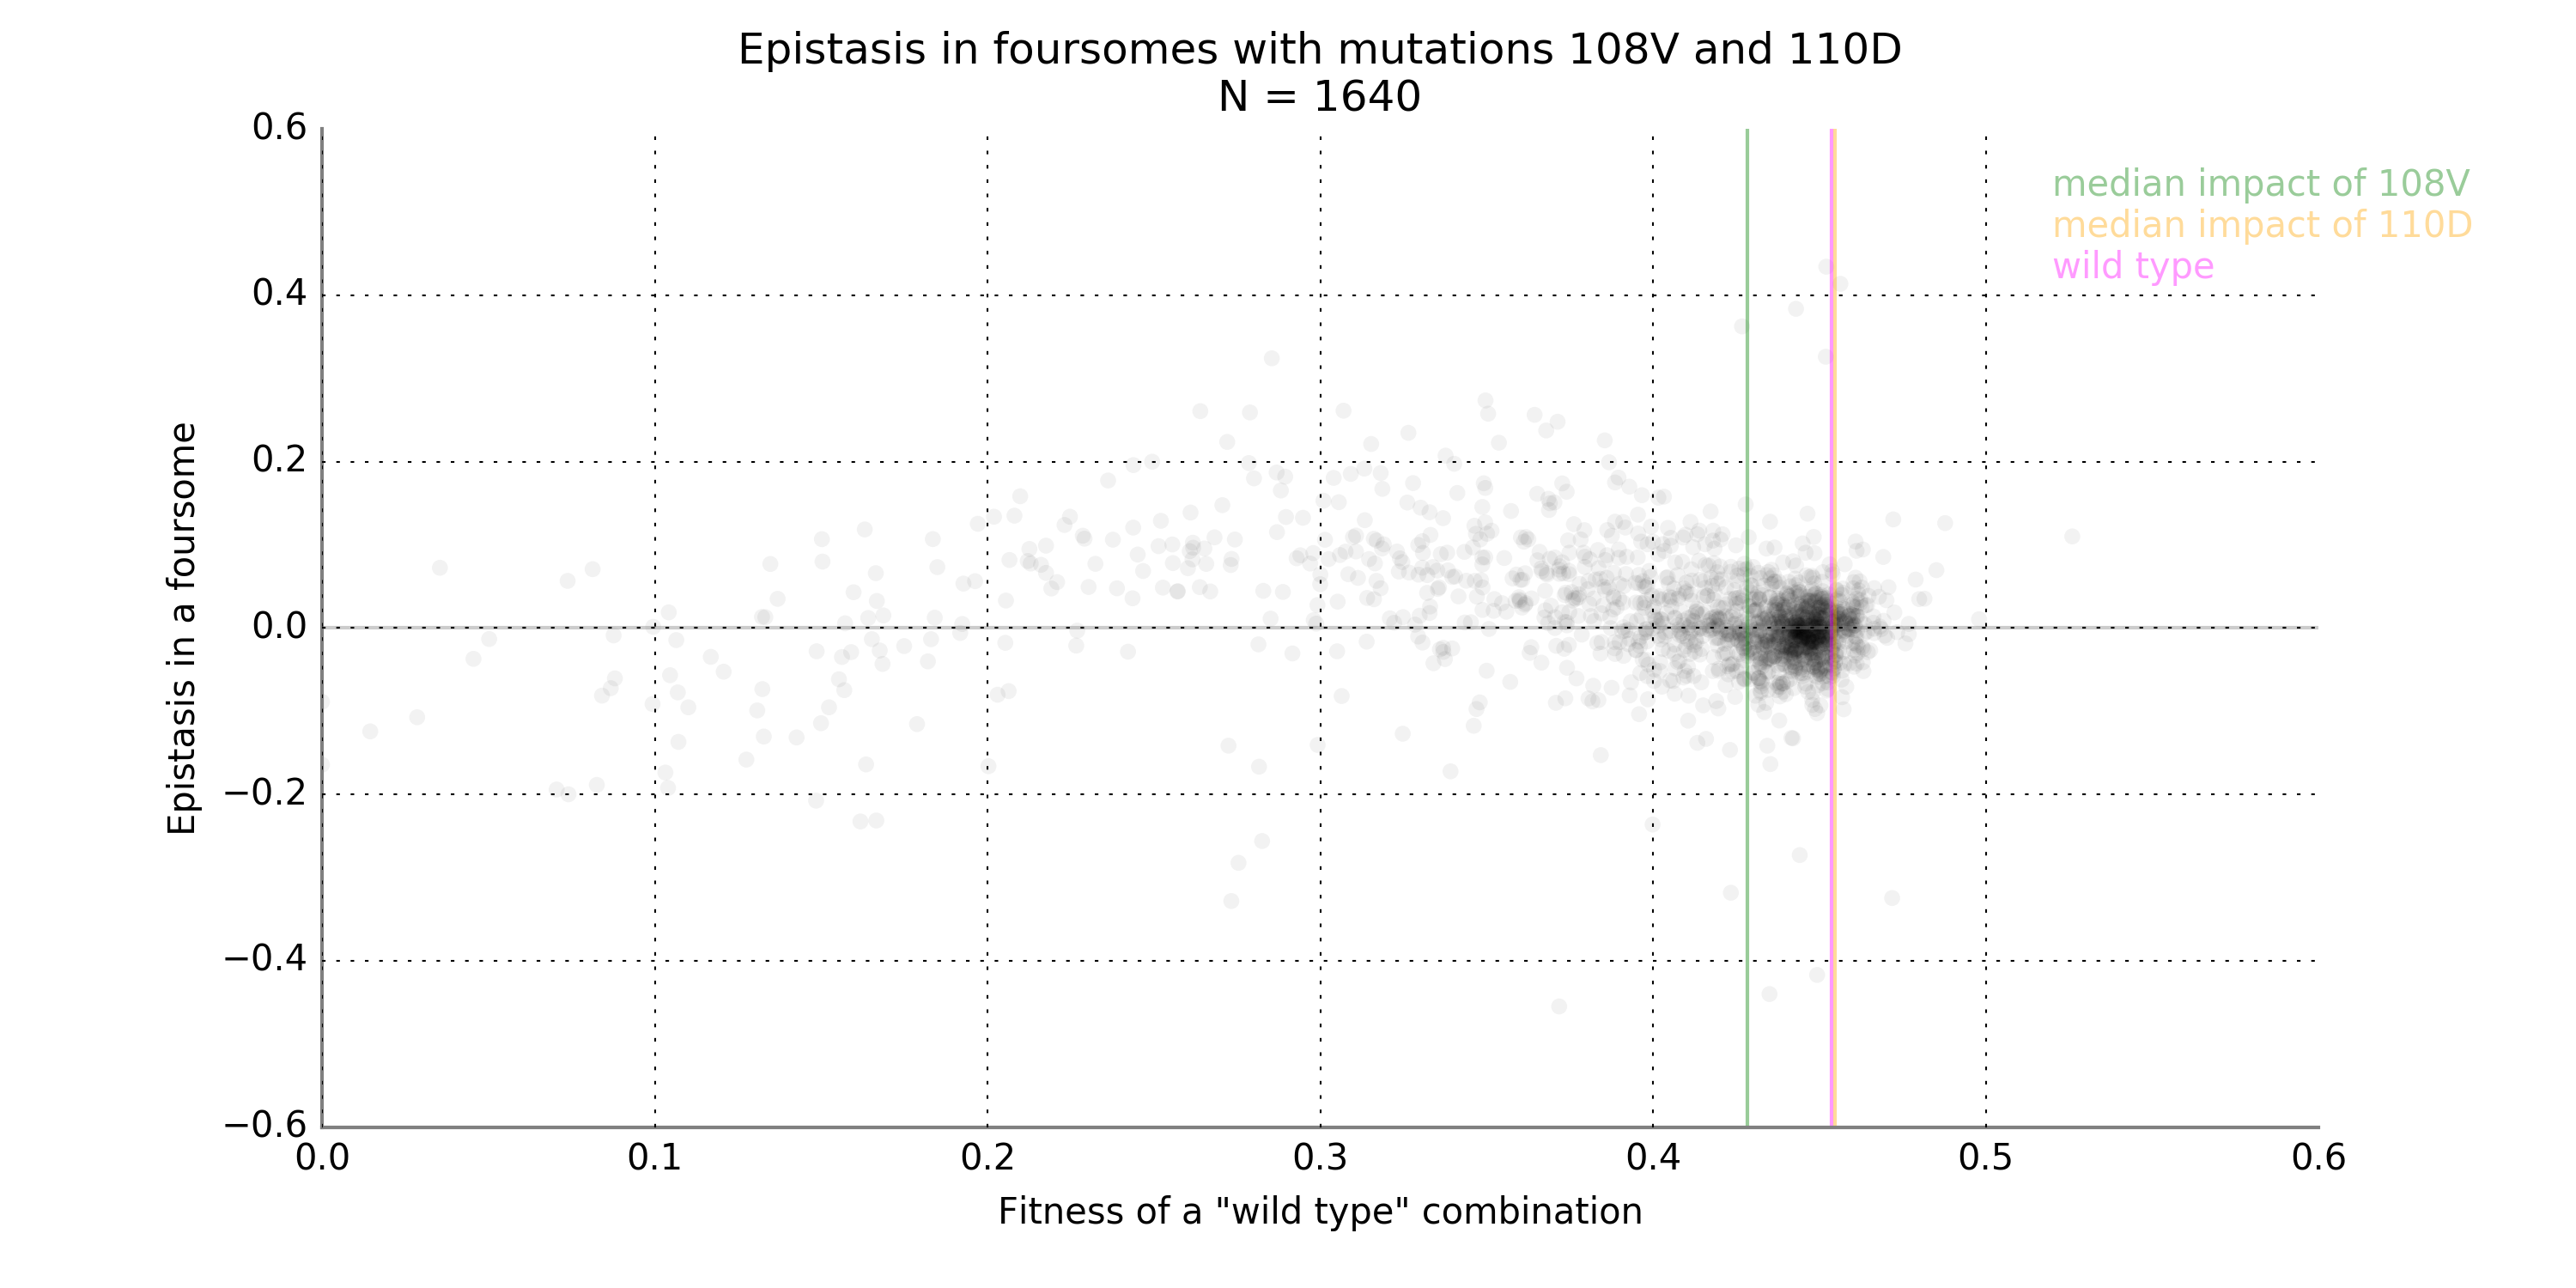 Epistasis in foursomes with mutations 108V and 110D
N = 1640
median impact of 108V
median impact of 110D
wild type
Epistasis in a foursome
0.6
0.4
0.2
0.0
−0.2
−0.4
−0.6
0.0 0.1 0.2 0.3 0.4 0.5 0.6
Fitness of a "wild type" combination